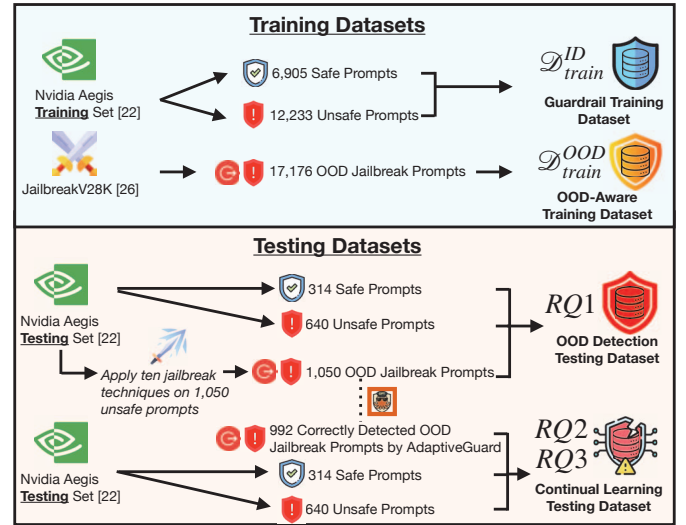 Training Datasets
Nvidia Aegis
Training Set [22]
6,905 Safe Prompts
12,233 Unsafe Prompts
𝒟^{ID}_{train}
Guardrail Training
Dataset
JailbreakV28K [26]
17,176 OOD Jailbreak Prompts
𝒟^{OOD}_{train}
OOD-Aware
Training Dataset
Testing Datasets
Nvidia Aegis
Testing Set [22]
314 Safe Prompts
640 Unsafe Prompts
Apply ten jailbreak
techniques on 1,050
unsafe prompts
1,050 OOD Jailbreak Prompts
RQ1
OOD Detection
Testing Dataset
992 Correctly Detected OOD
Jailbreak Prompts by AdaptiveGuard
Nvidia Aegis
Testing Set [22]
314 Safe Prompts
640 Unsafe Prompts
RQ2
RQ3
Continual Learning
Testing Dataset